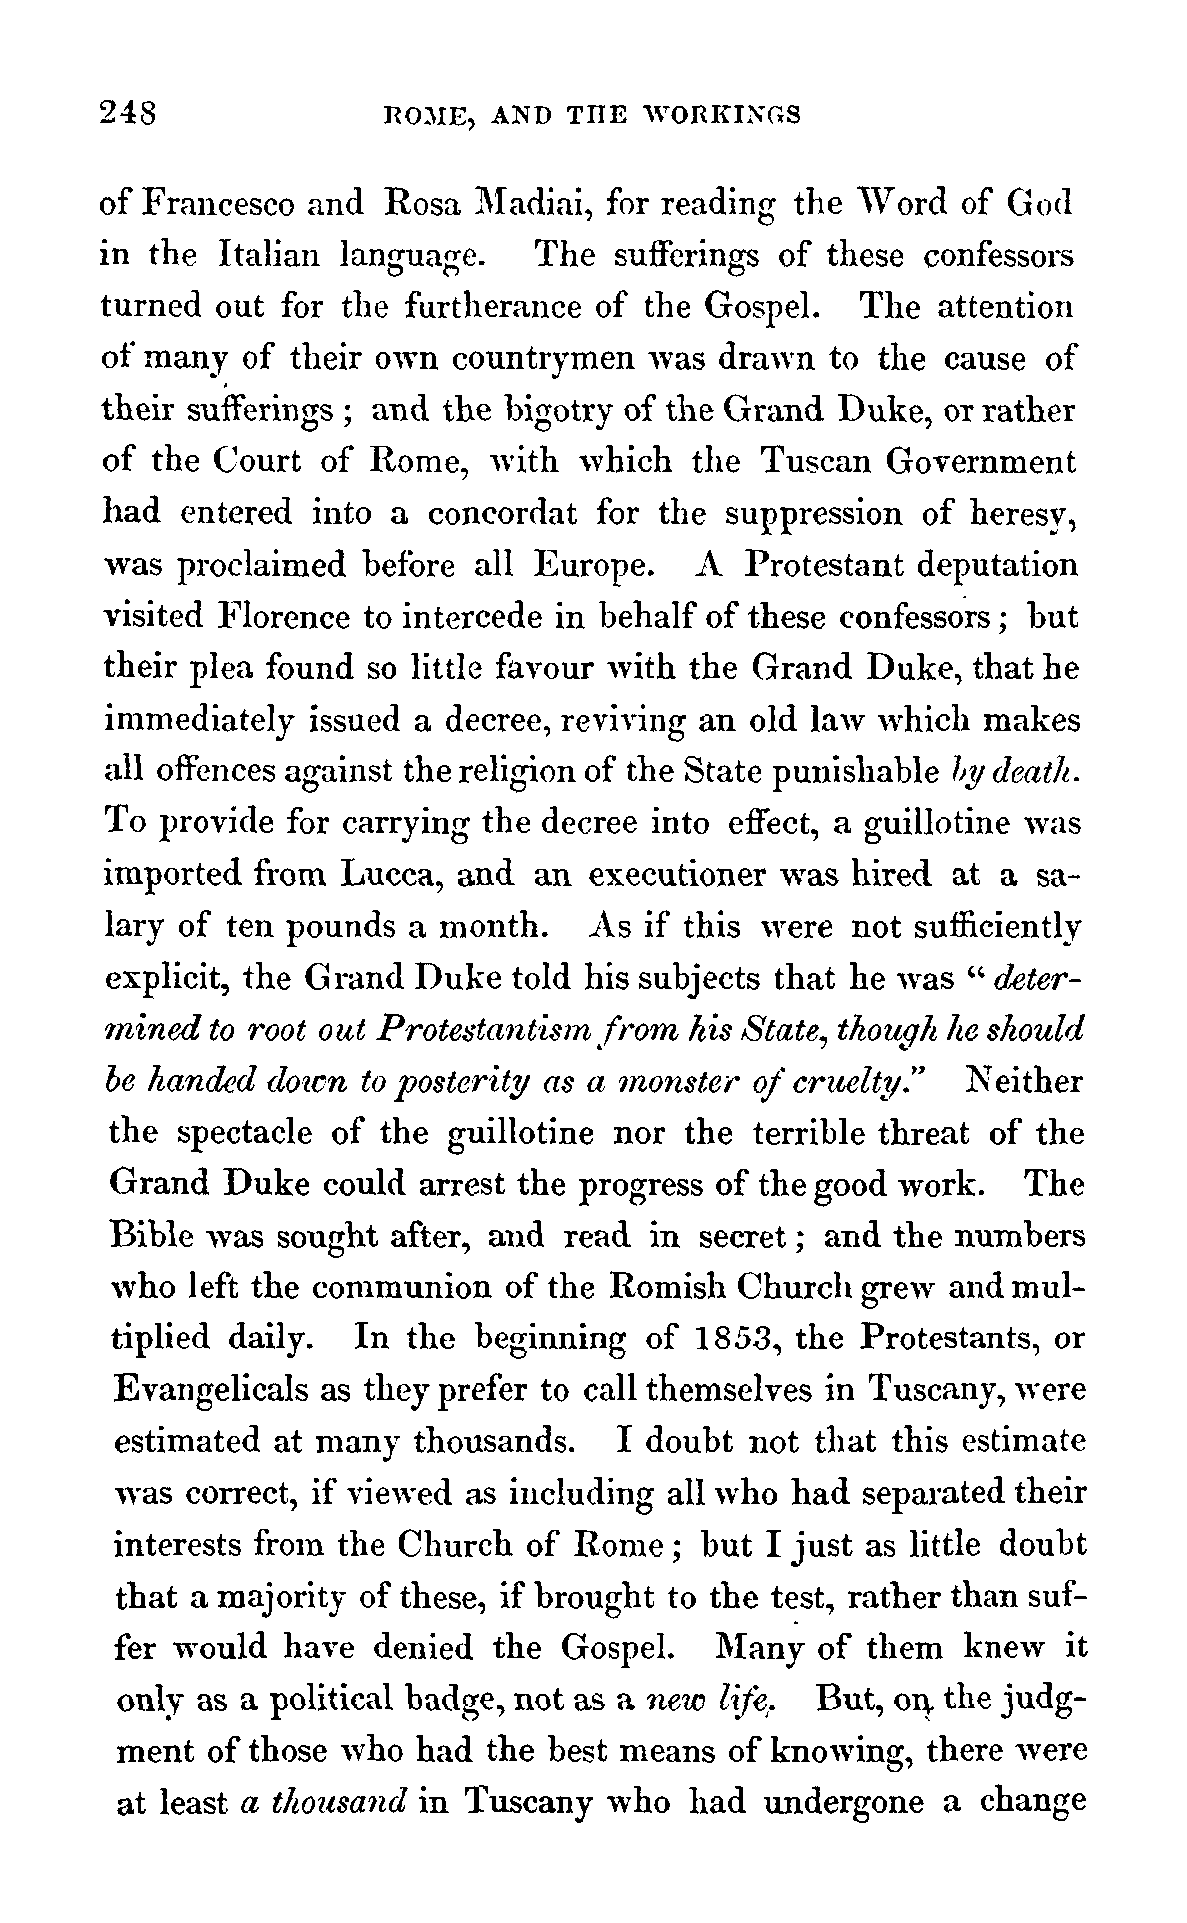 248 ROME, AND THE WORKINGS
of Francesco and Rosa Madiai, for reading the Word of God
in the Italian language. The sufferings of these confessors
turned out for the furtherance of the Gospel. The attention
of many of their own countrymen was drawn to the cause of
their sufferings; and the bigotry of the Grand Duke, or rather
of the Court of Rome, with which the Tuscan Government
had entered into a concordat for the suppression of heresy,
was proclaimed before all Europe. A Protestant deputation
visited Florence to intercede in behalf of these confessors; but
their plea found so little favour with the Grand Duke, that he
immediately issued a decree, reviving an old law which makes
all offences against the religion of the State punishable by death.
To provide for carrying the decree into effect, a guillotine was
imported from Lucca, and an executioner was hired at a sa-
lary of ten pounds a month. As if this were not sufficiently
explicit, the Grand Duke told his subjects that he was “deter-
mined to root out Protestantism from his State, though he should
be handed down to posterity as a monster of cruelty.” Neither
the spectacle of the guillotine nor the terrible threat of the
Grand Duke could arrest the progress of the good work. The
Bible was sought after, and read in secret; and the numbers
who left the communion of the Romish Church grew and mul-
tiplied daily. In the beginning of 1853, the Protestants, or
Evangelicals as they prefer to call themselves in Tuscany, were
estimated at many thousands. I doubt not that this estimate
was correct, if viewed as including all who had separated their
interests from the Church of Rome; but I just as little doubt
that a majority of these, if brought to the test, rather than suf-
fer would have denied the Gospel. Many of them knew it
only as a political badge, not as a new life. But, on the judg-
ment of those who had the best means of knowing, there were
at least a thousand in Tuscany who had undergone a change